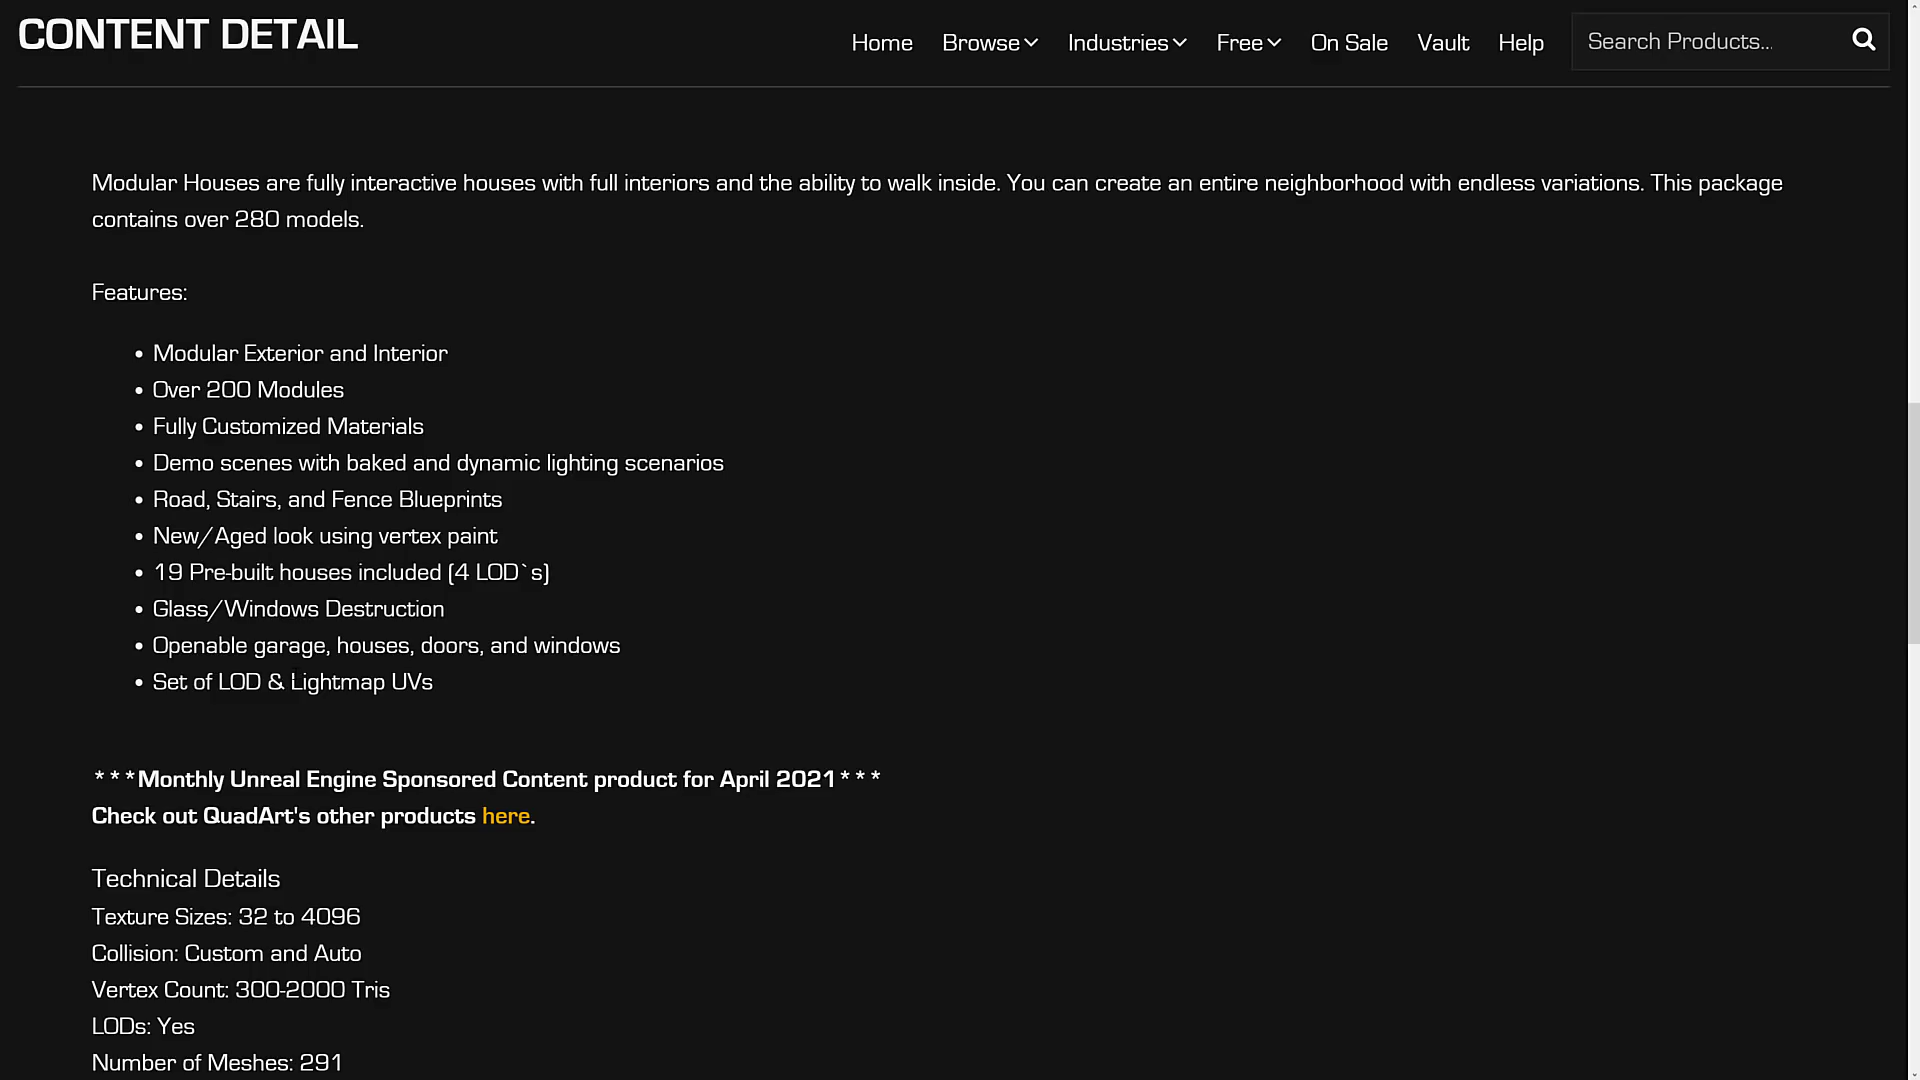 CONTENT DETAIL
Home Browse Industries Free On Sale Vault Help Search Products...
Modular Houses are fully interactive houses with full interiors and the ability to walk inside. You can create an entire neighborhood with endless variations. This package
contains over 280 models.
Features:
• Modular Exterior and Interior
• Over 200 Modules
• Fully Customized Materials
• Demo scenes with baked and dynamic lighting scenarios
• Road, Stairs, and Fence Blueprints
• New/Aged look using vertex paint
• 19 Pre-built houses included (4 LOD`s)
• Glass/Windows Destruction
• Openable garage, houses, doors, and windows
• Set of LOD & Lightmap UVs
***Monthly Unreal Engine Sponsored Content product for April 2021***
Check out QuadArt's other products here.
Technical Details
Texture Sizes: 32 to 4096
Collision: Custom and Auto
Vertex Count: 300-2000 Tris
LODs: Yes
Number of Meshes: 291